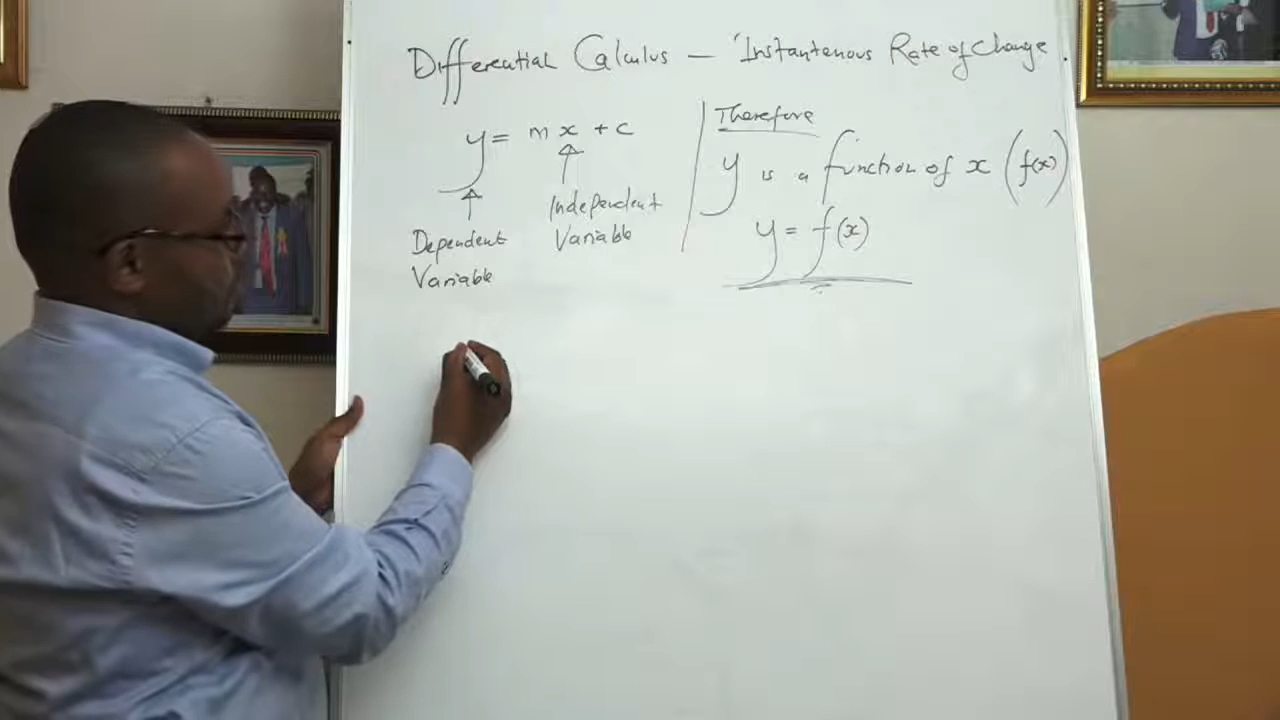 Differential Calculus — Instantenous Rate of Change.
y = mx + c
Dependent Variable
Independent Variable
Therefore
y is a function of x (f(x))
y = f(x)